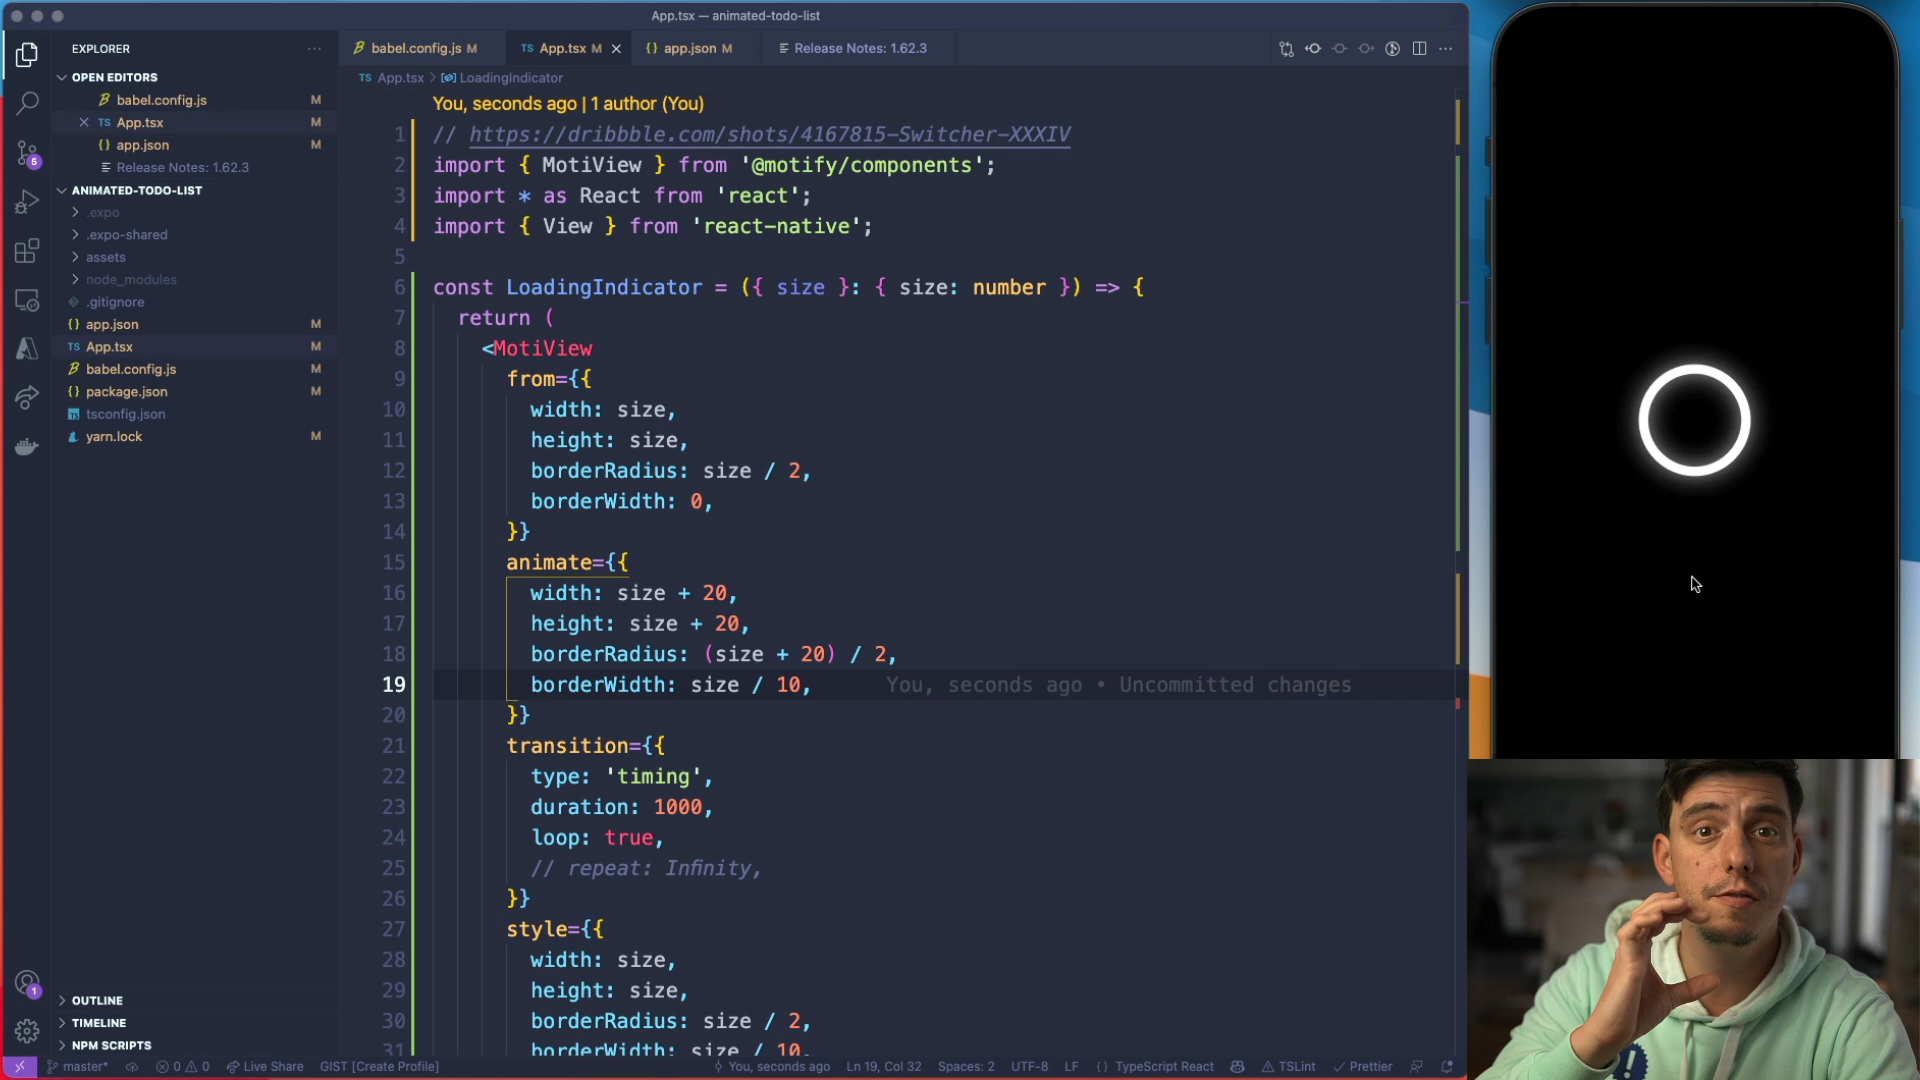 App.tsx — animated-todo-list
EXPLORER
OPEN EDITORS
babel.config.js M
App.tsx M
app.json M
Release Notes: 1.62.3
ANIMATED-TODO-LIST
.expo
.expo-shared
assets
node_modules
.gitignore
app.json M
TS App.tsx M
babel.config.js M
package.json M
tsconfig.json
yarn.lock M
OUTLINE
TIMELINE
NPM SCRIPTS
babel.config.js M
TS App.tsx M
{} app.json M
Release Notes: 1.62.3
TS App.tsx > LoadingIndicator
You, seconds ago | 1 author (You)
1 // https://dribbble.com/shots/4167815-Switcher-XXXIV
2 import { MotiView } from '@motify/components';
3 import * as React from 'react';
4 import { View } from 'react-native';
5
6 const LoadingIndicator = ({ size }: { size: number }) => {
7 return (
8 <MotiView
9 from={{
10 width: size,
11 height: size,
12 borderRadius: size / 2,
13 borderWidth: 0,
14 }}
15 animate={{
16 width: size + 20,
17 height: size + 20,
18 borderRadius: (size + 20) / 2,
19 borderWidth: size / 10, You, seconds ago • Uncommitted changes
20 }}
21 transition={{
22 type: 'timing',
23 duration: 1000,
24 loop: true,
25 // repeat: Infinity,
26 }}
27 style={{
28 width: size,
29 height: size,
30 borderRadius: size / 2,
31 borderWidth: size / 10,
master* 0 0 Live Share GIST [Create Profile] You, seconds ago Ln 19, Col 32 Spaces: 2 UTF-8 LF {} TypeScript React TSLint Prettier
5
1